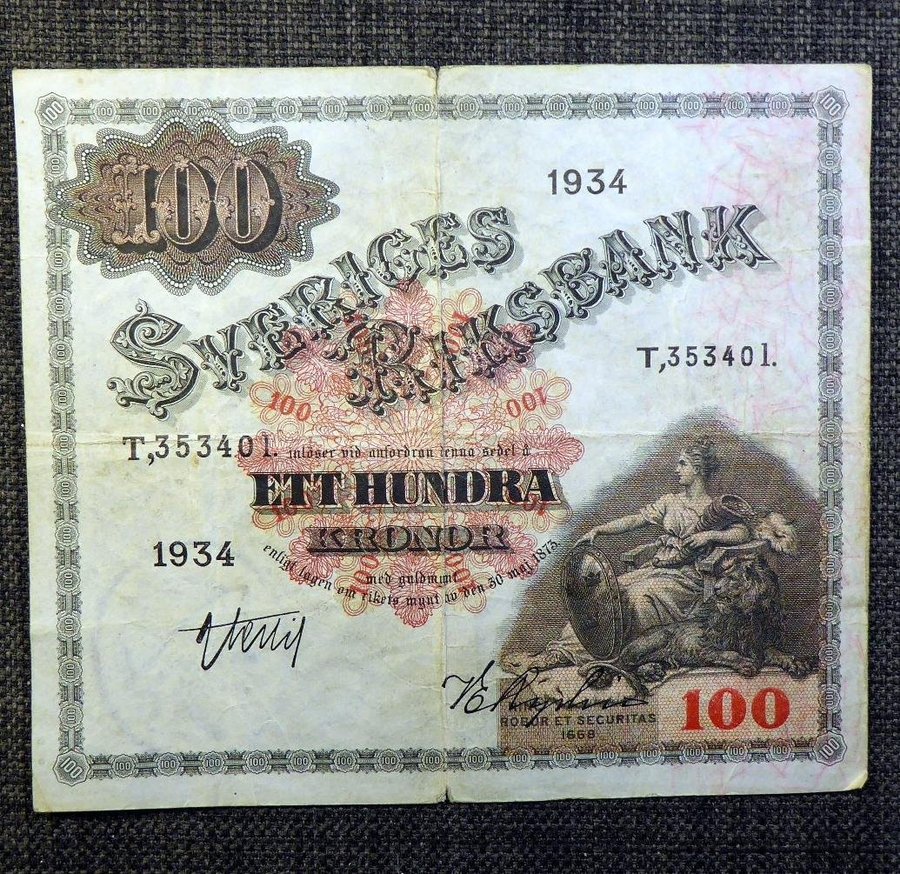 100
1934
SVERIGES
RIKSBANK
T,353401.
100 100
T,353401. inlöser vid anfordran denna sedel å
ETT HUNDRA
KRONOR
1934
med guldmynt
enligt lagen om rikets mynt av den 30 maj 1873.
ROBUR ET SECURITAS
1668
100